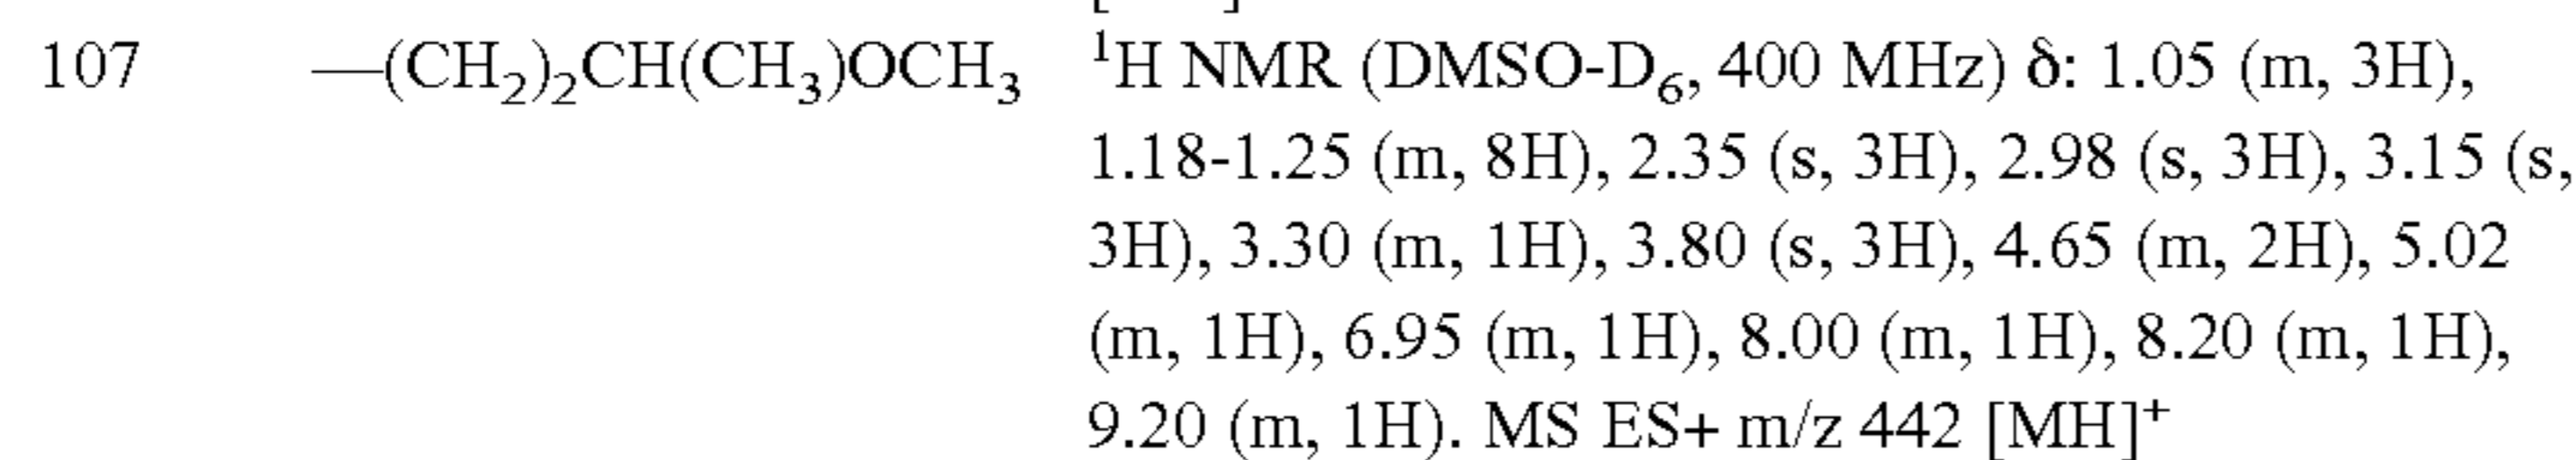 107 —(CH₂)₂CH(CH₃)OCH₃ ¹H NMR (DMSO-D₆, 400 MHz) δ: 1.05 (m, 3H),
1.18-1.25 (m, 8H), 2.35 (s, 3H), 2.98 (s, 3H), 3.15 (s,
3H), 3.30 (m, 1H), 3.80 (s, 3H), 4.65 (m, 2H), 5.02
(m, 1H), 6.95 (m, 1H), 8.00 (m, 1H), 8.20 (m, 1H),
9.20 (m, 1H). MS ES+ m/z 442 [MH]⁺